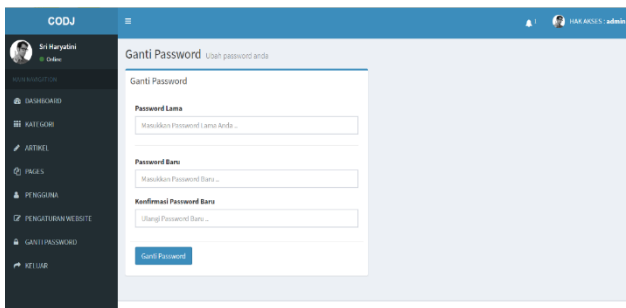 CODJ
HAK AKSES : admin
Sri Haryatini
Online
MAIN NAVIGATION
DASHBOARD
KATEGORI
ARTIKEL
PAGES
PENGGUNA
PENGATURAN WEBSITE
GANTI PASSWORD
KELUAR
Ganti Password Ubah password anda
Ganti Password
Password Lama
Masukkan Password Lama Anda ..
Password Baru
Masukkan Password Baru ..
Konfirmasi Password Baru
Ulangi Password Baru ..
Ganti Password